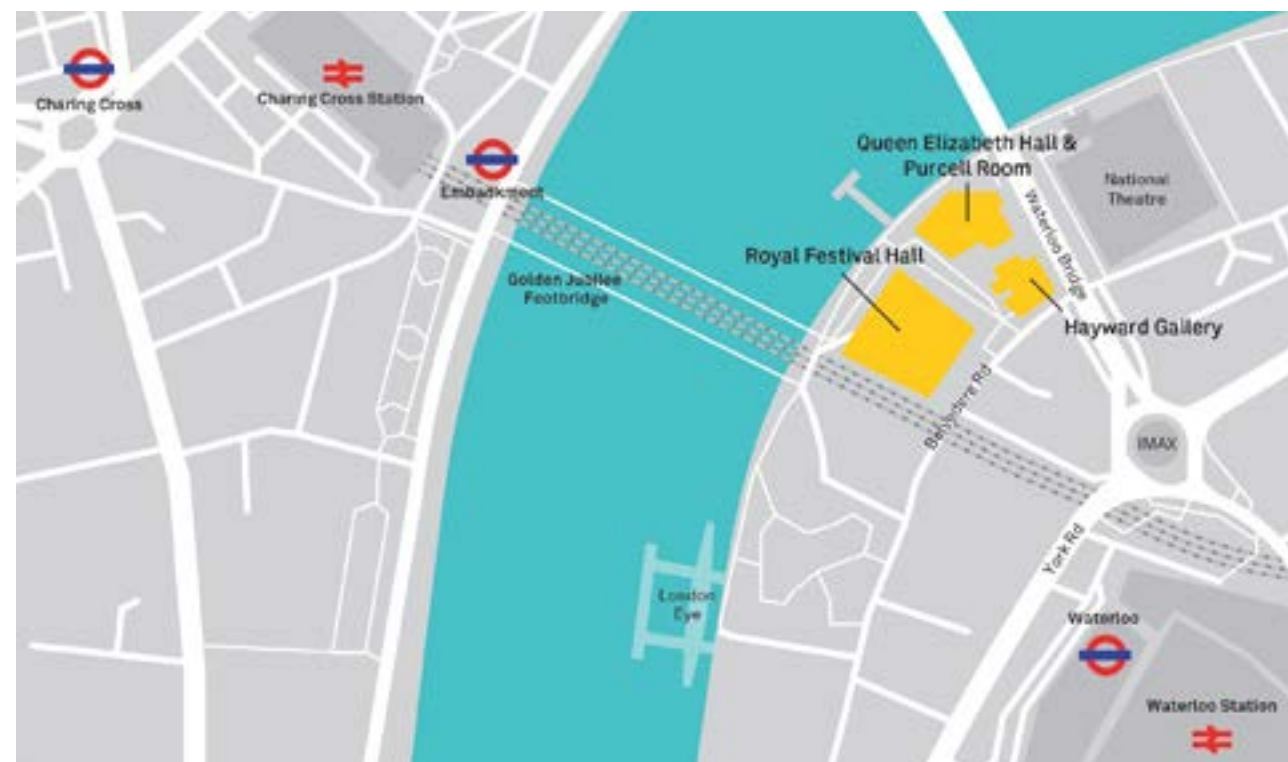 Charing Cross
Charing Cross Station
Embankment
Queen Elizabeth Hall &
Purcell Room
National
Theatre
Waterloo Bridge
Royal Festival Hall
Golden Jubilee
Footbridge
Hayward Gallery
Belvedere Rd
IMAX
York Rd
London
Eye
Waterloo
Waterloo Station